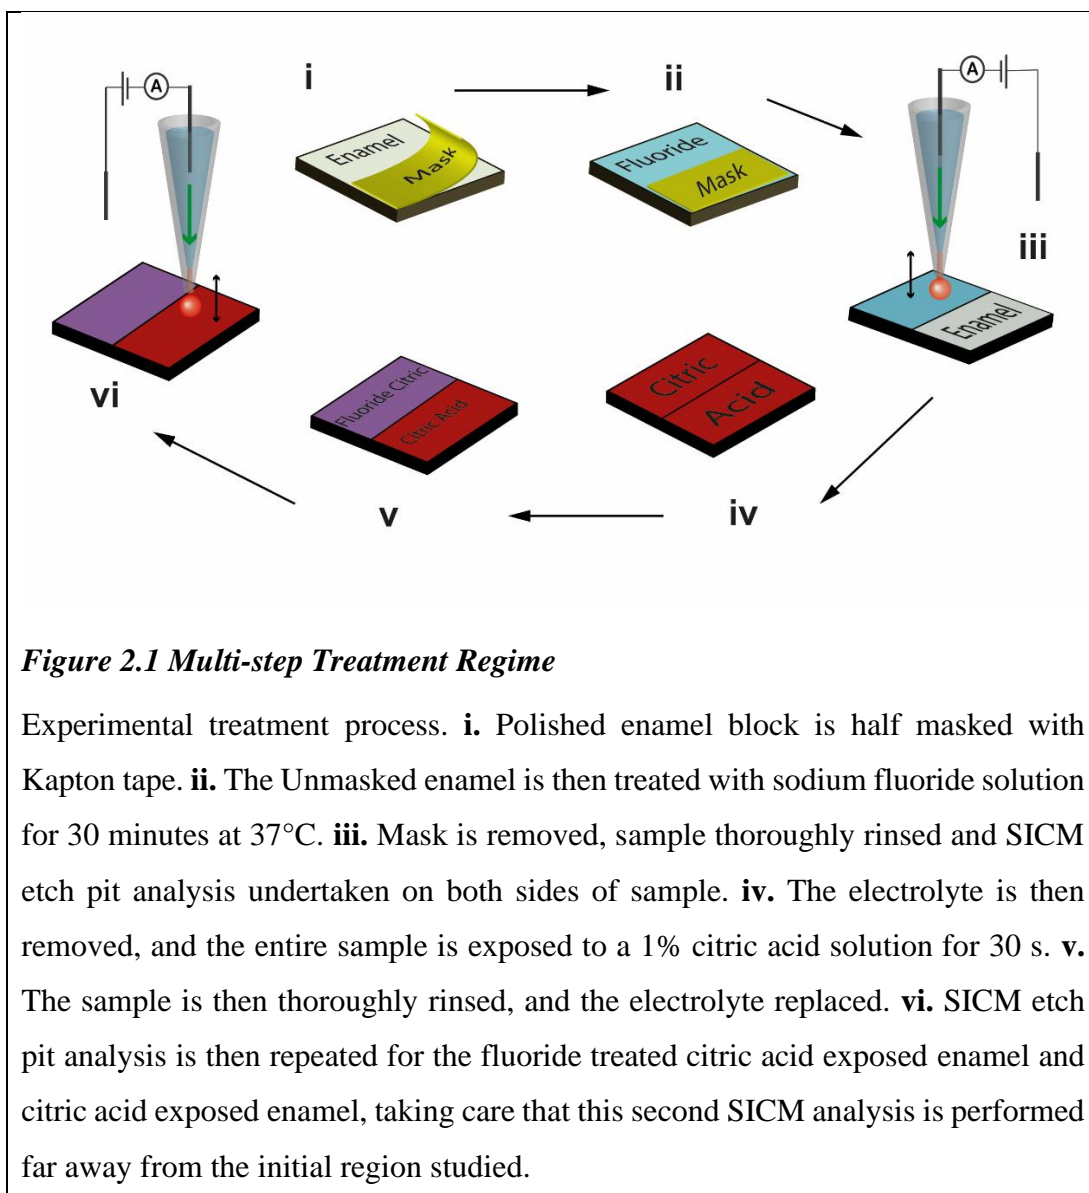 i
ii
A
A
Enamel
Mask
Fluoride
Mask
iii
Enamel
vi
Fluoride Citric
Citric Acid
Citric
Acid
v
iv
Figure 2.1 Multi-step Treatment Regime
Experimental treatment process. i. Polished enamel block is half masked with
Kapton tape. ii. The Unmasked enamel is then treated with sodium fluoride solution
for 30 minutes at 37°C. iii. Mask is removed, sample thoroughly rinsed and SICM
etch pit analysis undertaken on both sides of sample. iv. The electrolyte is then
removed, and the entire sample is exposed to a 1% citric acid solution for 30 s. v.
The sample is then thoroughly rinsed, and the electrolyte replaced. vi. SICM etch
pit analysis is then repeated for the fluoride treated citric acid exposed enamel and
citric acid exposed enamel, taking care that this second SICM analysis is performed
far away from the initial region studied.